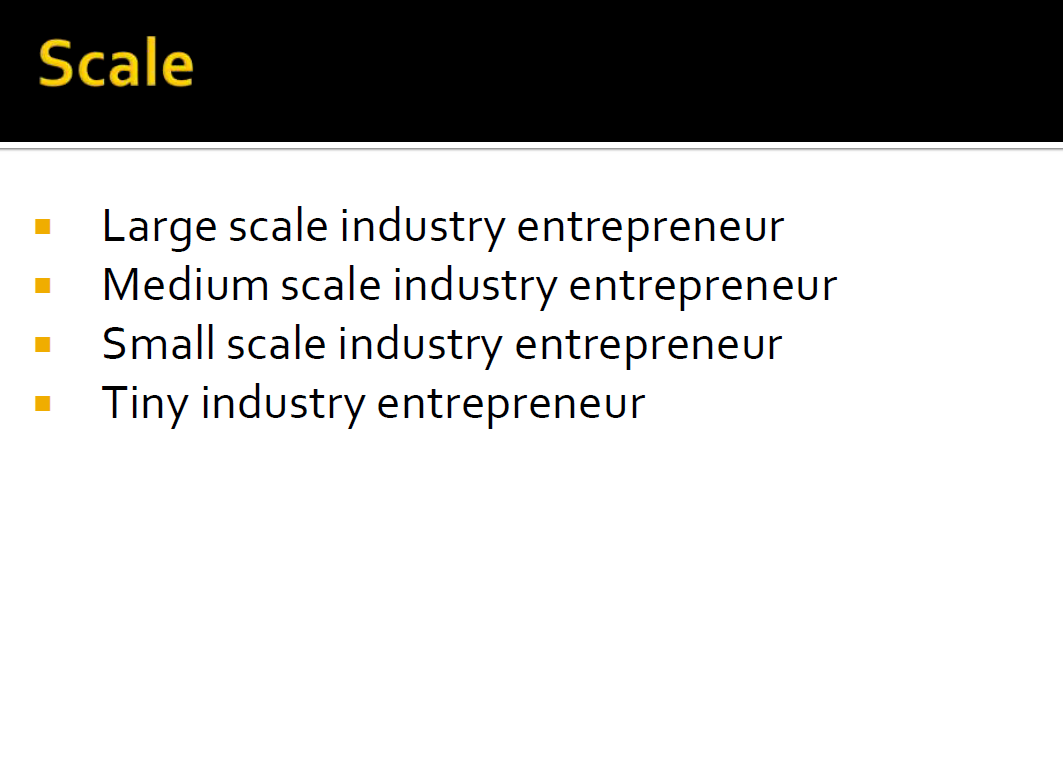 Scale
Large scale industry entrepreneur
Medium scale industry entrepreneur
Small scale industry entrepreneur
Tiny industry entrepreneur